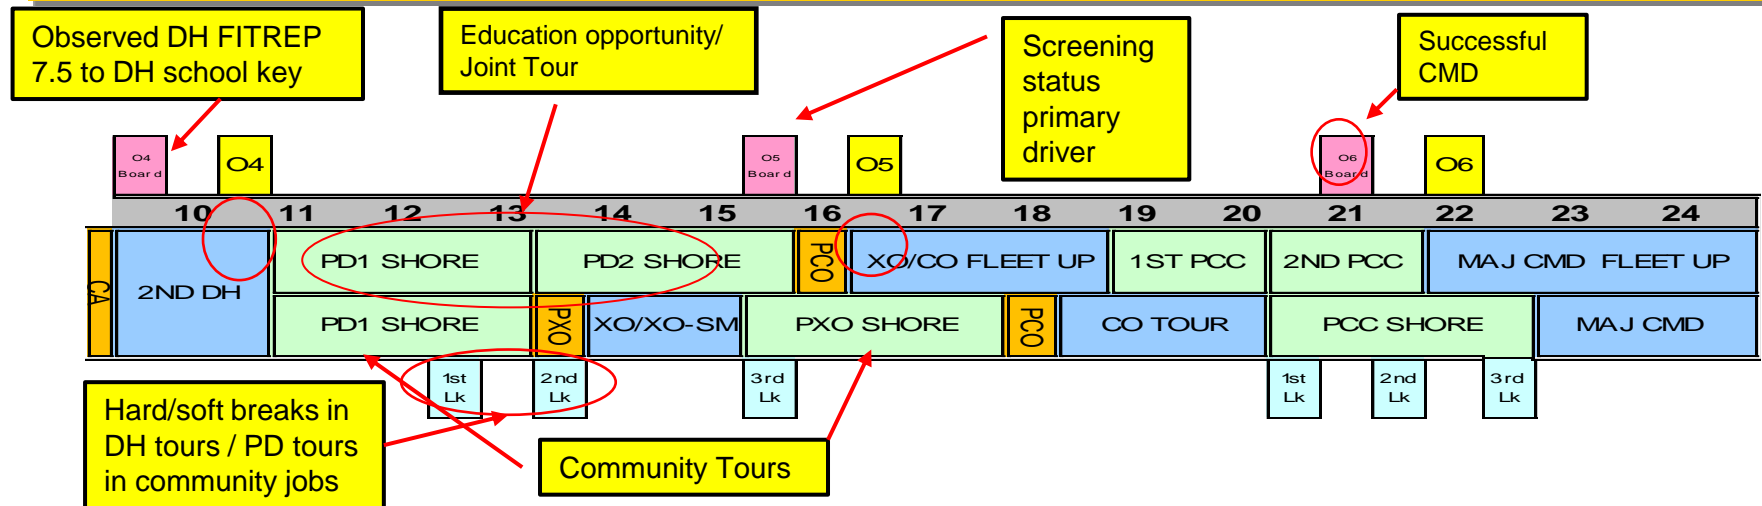 Observed DH FITREP
7.5 to DH school key
Education opportunity/
Joint Tour
Screening
status
primary
driver
Successful
CMD
O4
Board
O4
O5
Board
O5
O6
Board
O6
10 11 12 13 14 15 16 17 18 19 20 21 22 23 24
CA
2ND DH
PD1 SHORE
PD2 SHORE
PCO
XO/CO FLEET UP
1ST PCC
2ND PCC
MAJ CMD FLEET UP
PD1 SHORE
PXO
XO/XO-SM
PXO SHORE
PCO
CO TOUR
PCC SHORE
MAJ CMD
1st
Lk
2nd
Lk
3rd
Lk
1st
Lk
2nd
Lk
3rd
Lk
Hard/soft breaks in
DH tours / PD tours
in community jobs
Community Tours